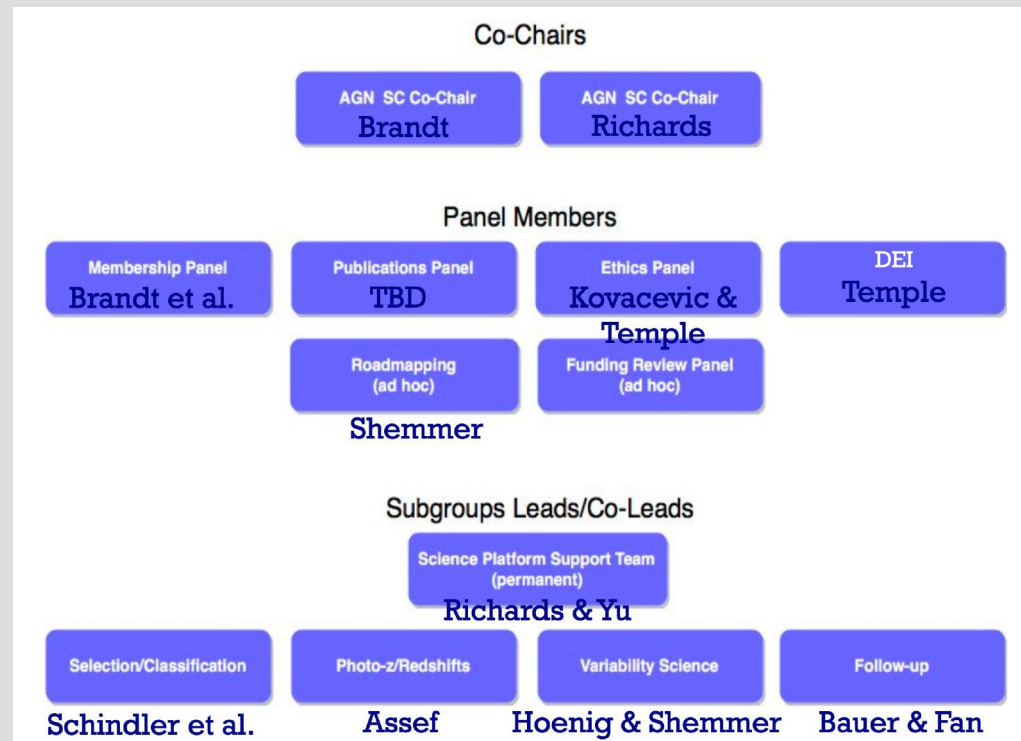 Co-Chairs
AGN SC Co-Chair
Brandt
AGN SC Co-Chair
Richards
Panel Members
Membership Panel
Brandt et al.
Publications Panel
TBD
Ethics Panel
Kovacevic &
Temple
DEI
Temple
Roadmapping
(ad hoc)
Shemmer
Funding Review Panel
(ad hoc)
Subgroups Leads/Co-Leads
Science Platform Support Team
(permanent)
Richards & Yu
Selection/Classification
Schindler et al.
Photo-z/Redshifts
Assef
Variability Science
Hoenig & Shemmer
Follow-up
Bauer & Fan